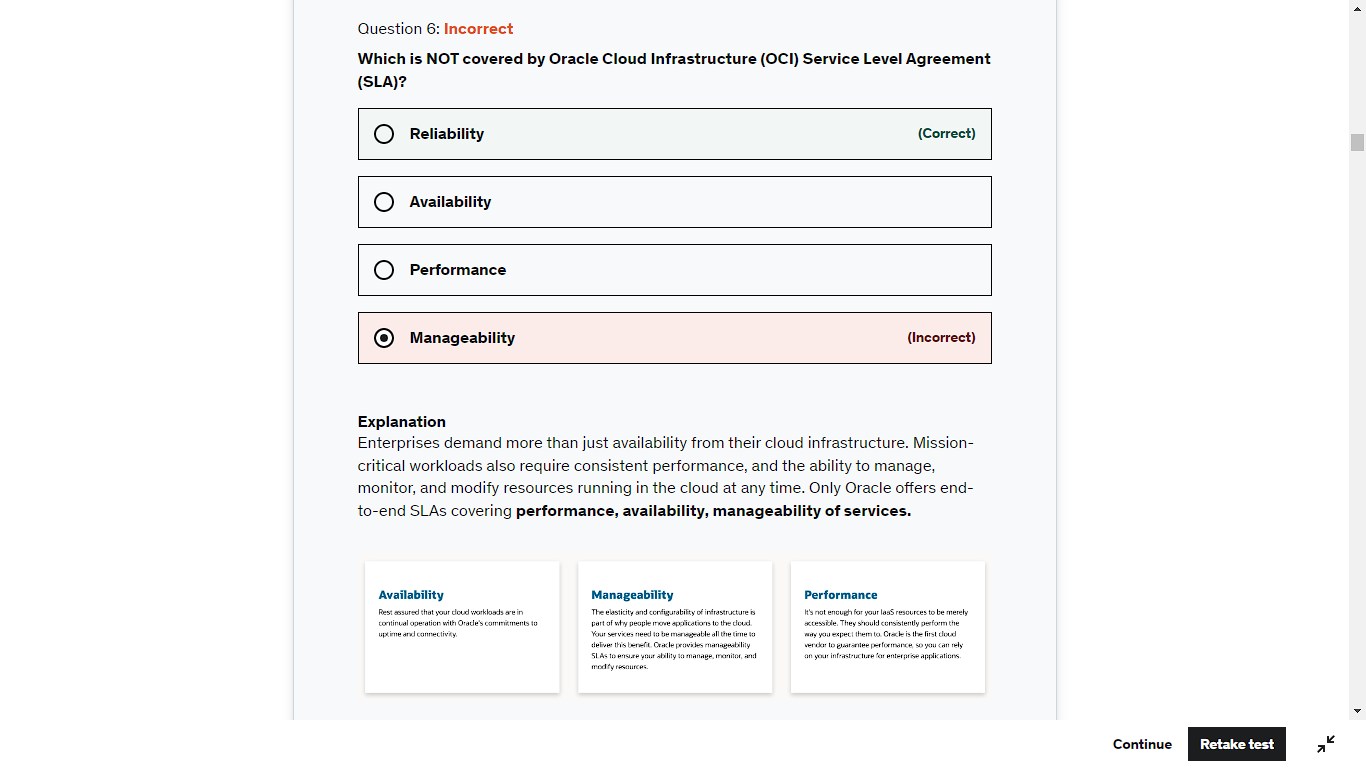 Question 6: Incorrect
Which is NOT covered by Oracle Cloud Infrastructure (OCI) Service Level Agreement
(SLA)?
Reliability (Correct)
Availability
Performance
Manageability (Incorrect)
Explanation
Enterprises demand more than just availability from their cloud infrastructure. Mission-
critical workloads also require consistent performance, and the ability to manage,
monitor, and modify resources running in the cloud at any time. Only Oracle offers end-
to-end SLAs covering performance, availability, manageability of services.
Availability
Rest assured that your cloud workloads are in
continual operation with Oracle's commitments to
uptime and connectivity.
Manageability
The elasticity and configurability of infrastructure is
part of why people move applications to the cloud.
Your services need to be manageable all the time to
deliver this benefit. Oracle provides manageability
SLAs to ensure your ability to manage, monitor, and
modify resources.
Performance
It's not enough for your IaaS resources to be merely
accessible. They should consistently perform the
way you expect them to. Oracle is the first cloud
vendor to guarantee performance, so you can rely
on your infrastructure for enterprise applications.
Continue
Retake test